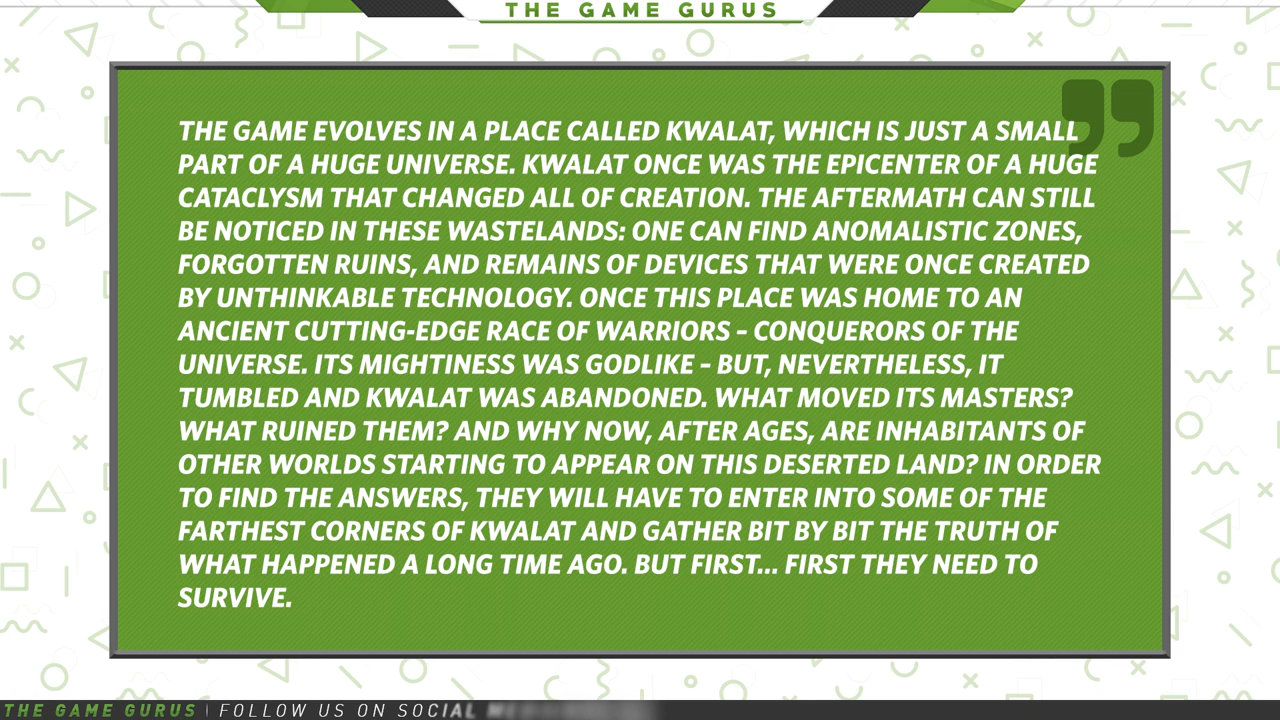 THE GAME GURUS
THE GAME EVOLVES IN A PLACE CALLED KWALAT, WHICH IS JUST A SMALL
PART OF A HUGE UNIVERSE. KWALAT ONCE WAS THE EPICENTER OF A HUGE
CATACLYSM THAT CHANGED ALL OF CREATION. THE AFTERMATH CAN STILL
BE NOTICED IN THESE WASTELANDS: ONE CAN FIND ANOMALISTIC ZONES,
FORGOTTEN RUINS, AND REMAINS OF DEVICES THAT WERE ONCE CREATED
BY UNTHINKABLE TECHNOLOGY. ONCE THIS PLACE WAS HOME TO AN
ANCIENT CUTTING-EDGE RACE OF WARRIORS – CONQUERORS OF THE
UNIVERSE. ITS MIGHTINESS WAS GODLIKE – BUT, NEVERTHELESS, IT
TUMBLED AND KWALAT WAS ABANDONED. WHAT MOVED ITS MASTERS?
WHAT RUINED THEM? AND WHY NOW, AFTER AGES, ARE INHABITANTS OF
OTHER WORLDS STARTING TO APPEAR ON THIS DESERTED LAND? IN ORDER
TO FIND THE ANSWERS, THEY WILL HAVE TO ENTER INTO SOME OF THE
FARTHEST CORNERS OF KWALAT AND GATHER BIT BY BIT THE TRUTH OF
WHAT HAPPENED A LONG TIME AGO. BUT FIRST... FIRST THEY NEED TO
SURVIVE.
THE GAME GURUS | FOLLOW US ON SOCIAL